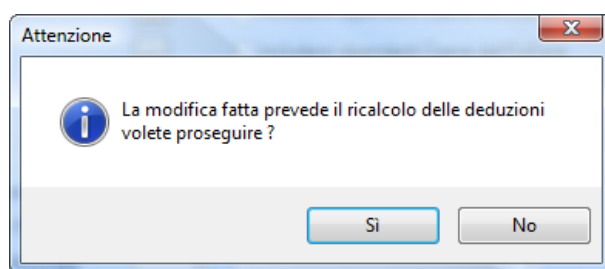 Attenzione
La modifica fatta prevede il ricalcolo delle deduzioni
volete proseguire ?
Sì
No